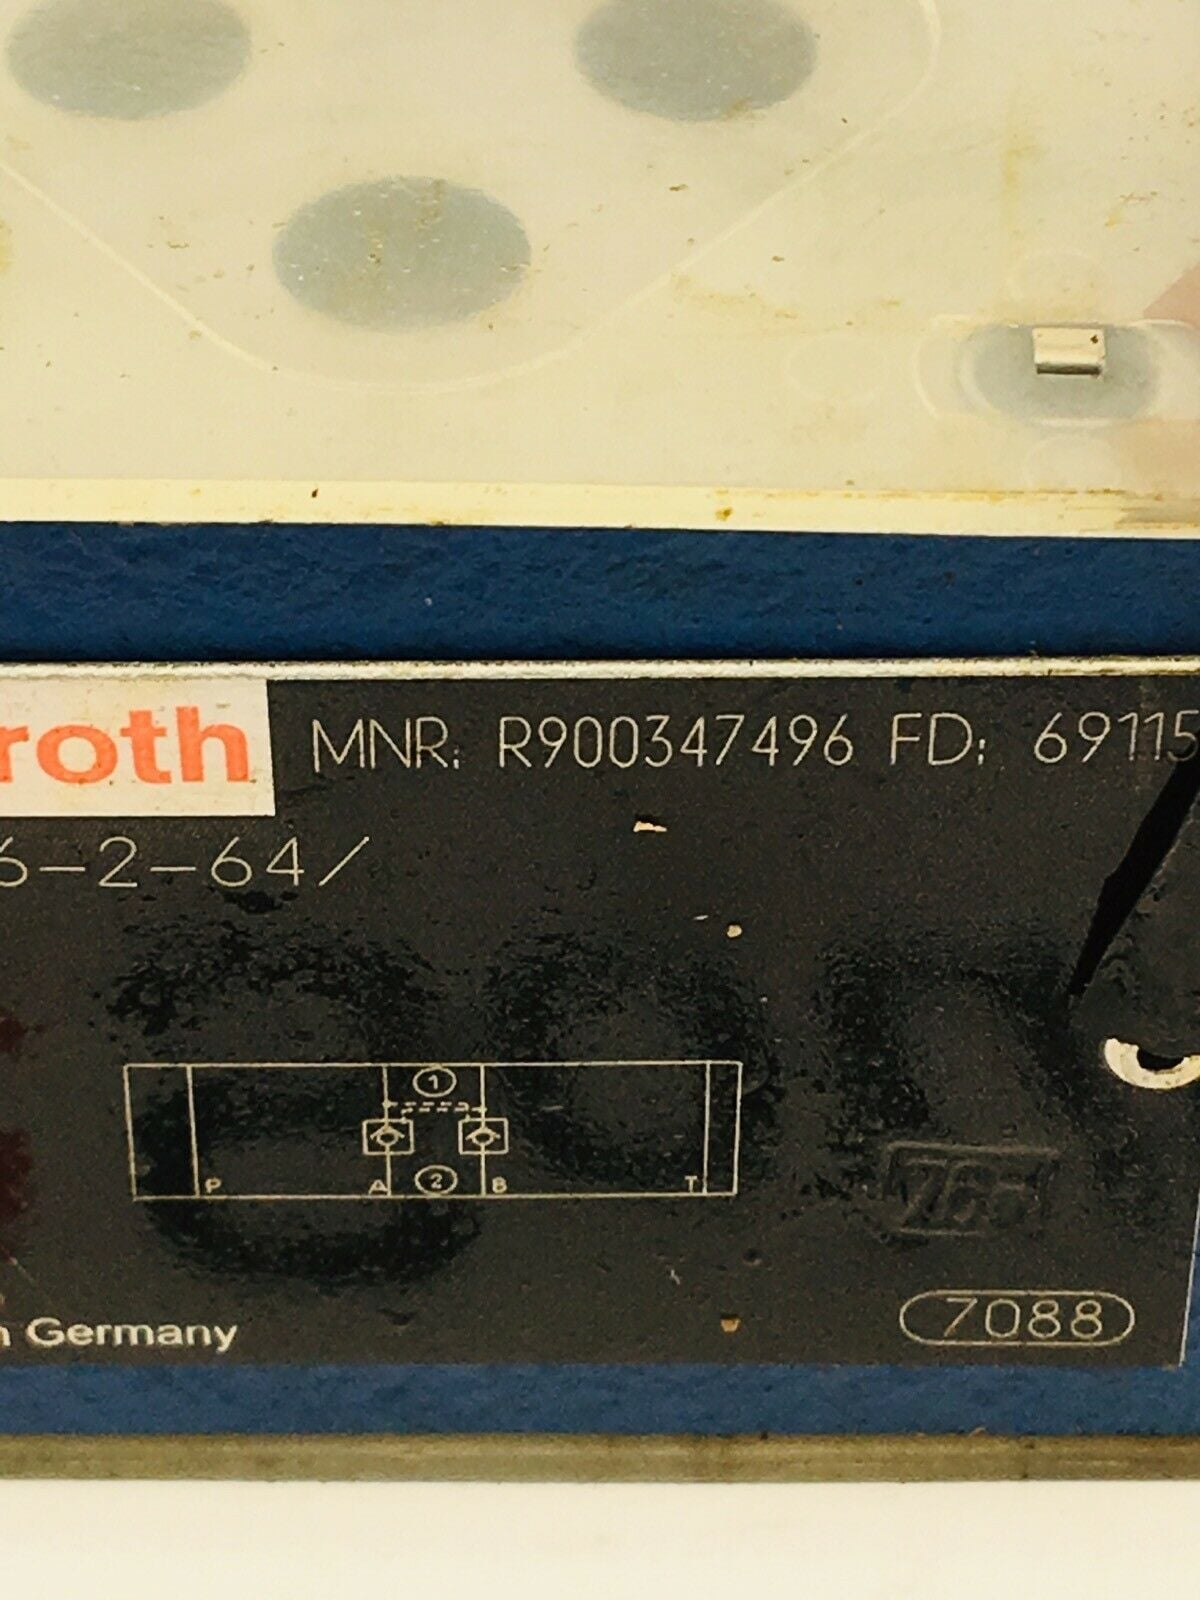 roth MNR: R900347496 FD: 69115
6-2-64/
1
P A 2 B T
7088
n Germany